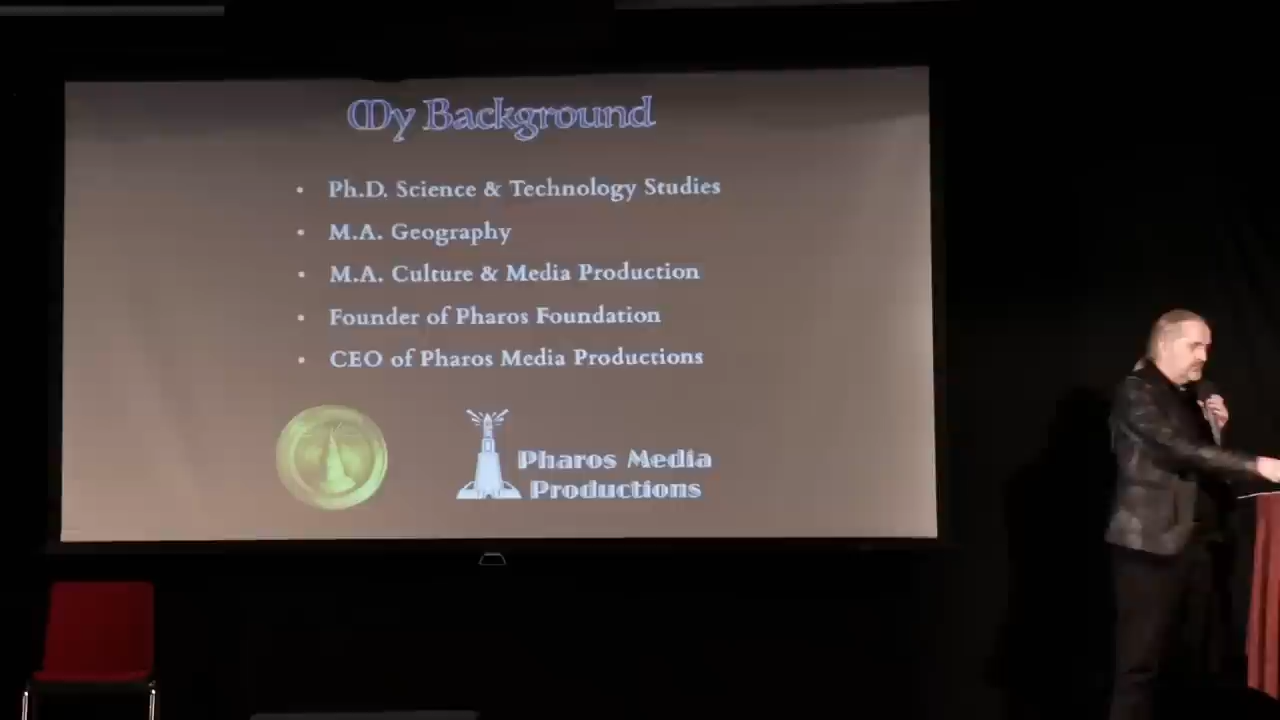 My Background
• Ph.D. Science & Technology Studies
• M.A. Geography
• M.A. Culture & Media Production
• Founder of Pharos Foundation
• CEO of Pharos Media Productions
Pharos Media
Productions